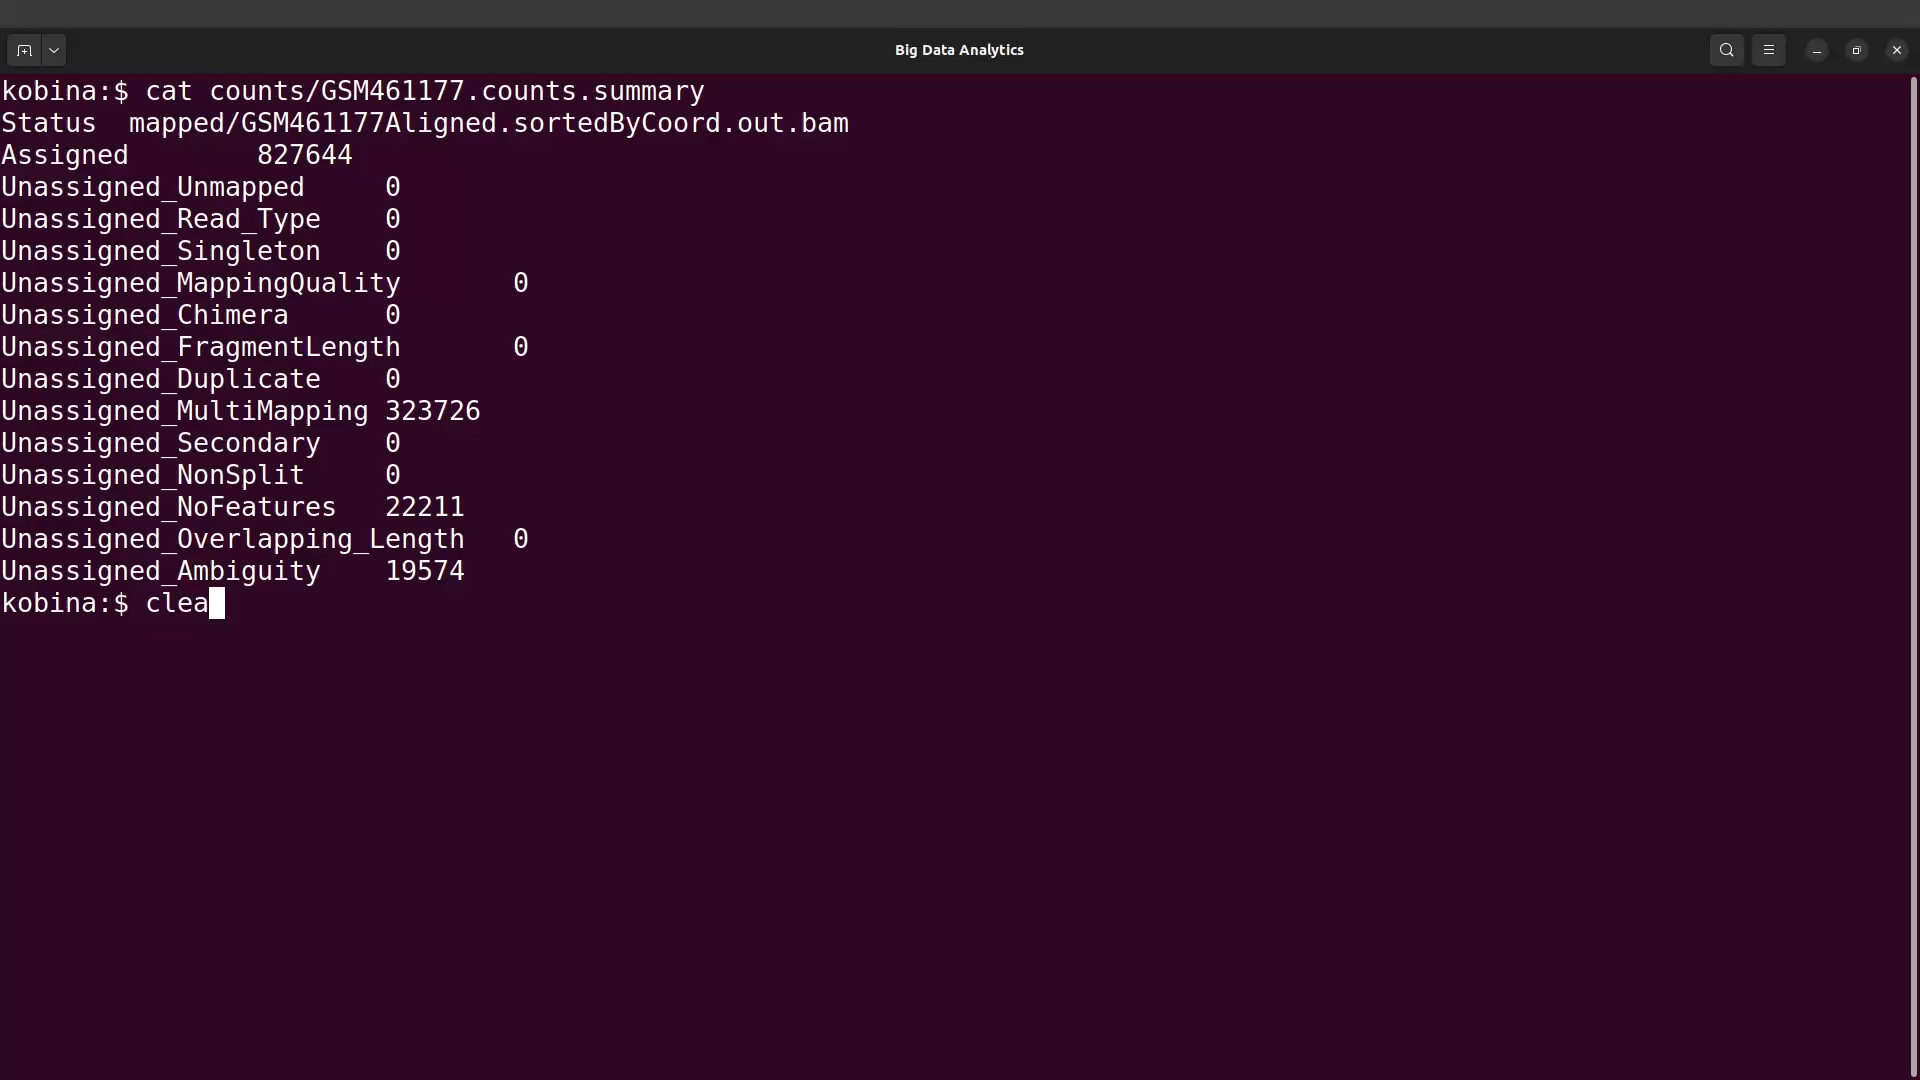 Big Data Analytics
kobina:$ cat counts/GSM461177.counts.summary
Status  mapped/GSM461177Aligned.sortedByCoord.out.bam
Assigned        827644
Unassigned_Unmapped     0
Unassigned_Read_Type    0
Unassigned_Singleton    0
Unassigned_MappingQuality       0
Unassigned_Chimera      0
Unassigned_FragmentLength       0
Unassigned_Duplicate    0
Unassigned_MultiMapping 323726
Unassigned_Secondary    0
Unassigned_NonSplit     0
Unassigned_NoFeatures   22211
Unassigned_Overlapping_Length   0
Unassigned_Ambiguity    19574
kobina:$ clea